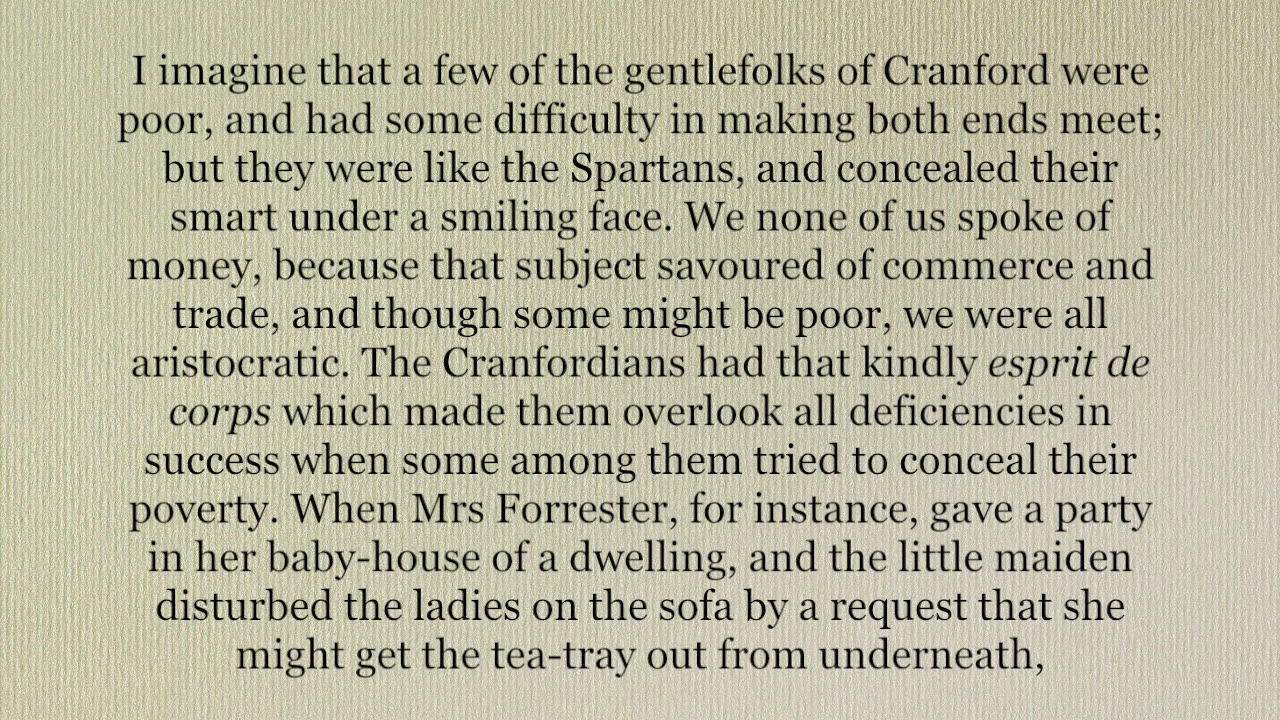 I imagine that a few of the gentlefolks of Cranford were
poor, and had some difficulty in making both ends meet;
but they were like the Spartans, and concealed their
smart under a smiling face. We none of us spoke of
money, because that subject savoured of commerce and
trade, and though some might be poor, we were all
aristocratic. The Cranfordians had that kindly esprit de
corps which made them overlook all deficiencies in
success when some among them tried to conceal their
poverty. When Mrs Forrester, for instance, gave a party
in her baby-house of a dwelling, and the little maiden
disturbed the ladies on the sofa by a request that she
might get the tea-tray out from underneath,